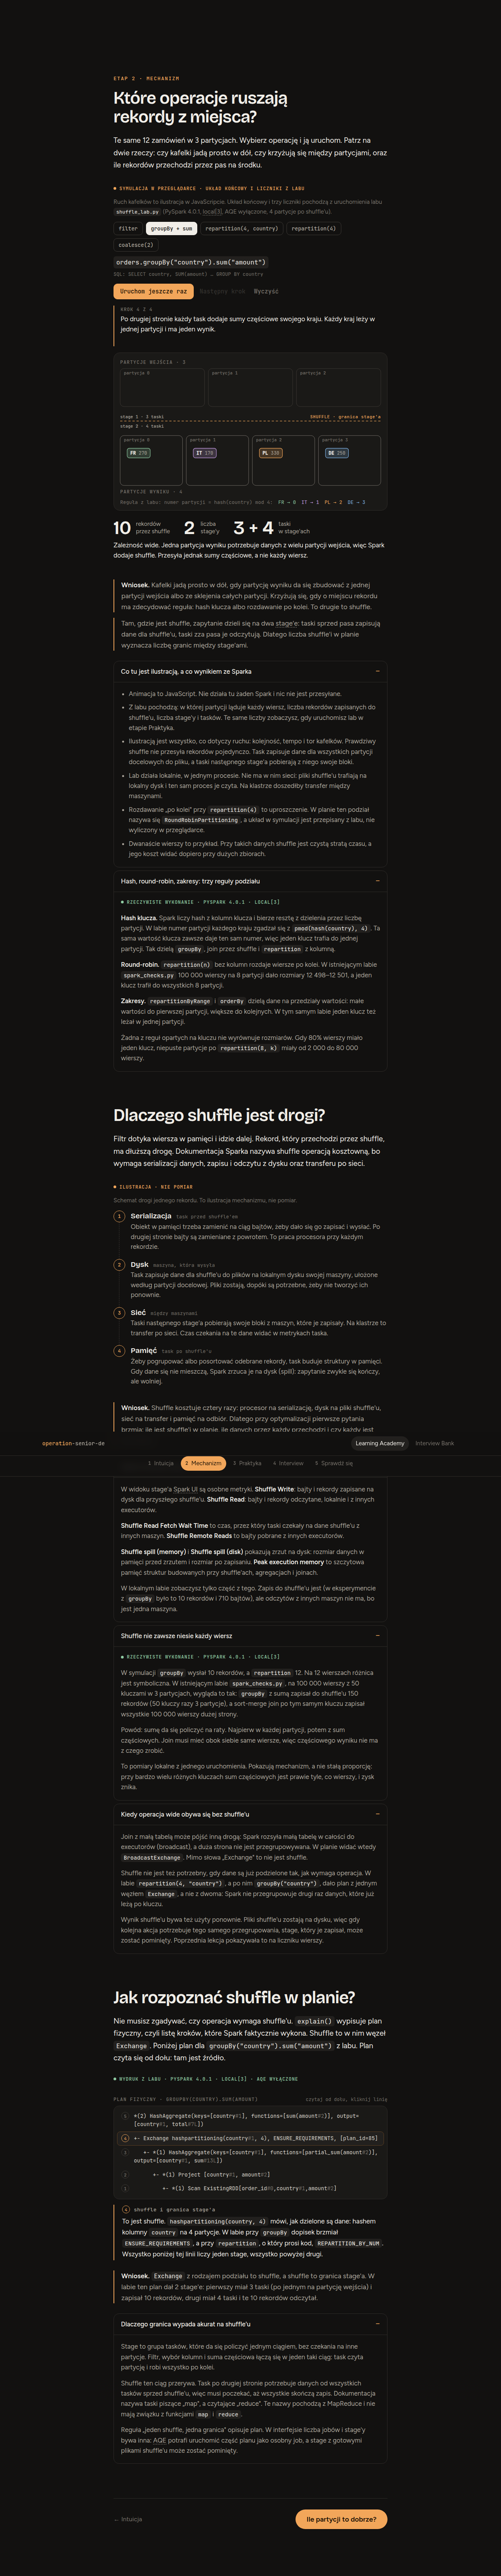 ETAP 2 · MECHANIZM
Które operacje ruszają
rekordy z miejsca?
Te same 12 zamówień w 3 partycjach. Wybierz operację i ją uruchom. Patrz na
dwie rzeczy: czy kafelki jadą prosto w dół, czy krzyżują się między partycjami, oraz
ile rekordów przechodzi przez pas na środku.
SYMULACJA W PRZEGLĄDARCE · UKŁAD KOŃCOWY I LICZNIKI Z LABU
Ruch kafelków to ilustracja w JavaScripcie. Układ końcowy i trzy liczniki pochodzą z uruchomienia labu
shuffle_lab.py (PySpark 4.0.1, local[3], AQE wyłączone, 4 partycje po shuffle'u).
filter
groupBy + sum
repartition(4, country)
repartition(4)
coalesce(2)
orders.groupBy("country").sum("amount")
SQL: SELECT country, SUM(amount) … GROUP BY country
Uruchom jeszcze raz
Następny krok
Wyczyść
KROK 4 Z 4
Po drugiej stronie każdy task dodaje sumy częściowe swojego kraju. Każdy kraj leży w
jednej partycji i ma jeden wynik.
PARTYCJE WEJŚCIA · 3
partycja 0
partycja 1
partycja 2
stage 1 · 3 taski
SHUFFLE · granica stage'a
stage 2 · 4 taski
partycja 0
partycja 1
partycja 2
partycja 3
FR 270
IT 170
PL 330
DE 250
PARTYCJE WYNIKU · 4
Reguła z labu: numer partycji = hash(country) mod 4: FR → 0 IT → 1 PL → 2 DE → 3
10 rekordów przez shuffle
2 liczba stage'y
3 + 4 taski w stage'ach
Zależność wide. Jedna partycja wyniku potrzebuje danych z wielu partycji wejścia, więc Spark
dodaje shuffle. Przesyła jednak sumy częściowe, a nie każdy wiersz.
Wniosek. Kafelki jadą prosto w dół, gdy partycję wyniku da się zbudować z jednej
partycji wejścia albo ze sklejenia całych partycji. Krzyżują się, gdy o miejscu rekordu
ma zdecydować reguła: hash klucza albo rozdawanie po kolei. To drugie to shuffle.
Tam, gdzie jest shuffle, zapytanie dzieli się na dwa stage'e: taski sprzed pasa zapisują
dane dla shuffle'u, taski zza pasa je odczytują. Dlatego liczba shuffle'i w planie
wyznacza liczbę granic między stage'ami.
Co tu jest ilustracją, a co wynikiem ze Sparka
Animacja to JavaScript. Nie działa tu żaden Spark i nic nie jest przesyłane.
Z labu pochodzą: w której partycji ląduje każdy wiersz, liczba rekordów zapisanych do
shuffle'u, liczba stage'y i tasków. Te same liczby zobaczysz, gdy uruchomisz lab w
etapie Praktyka.
Ilustracją jest wszystko, co dotyczy ruchu: kolejność, tempo i tor kafelków. Prawdziwy
shuffle nie przesyła rekordów pojedynczo. Task zapisuje dane dla wszystkich partycji
docelowych do pliku, a taski następnego stage'a pobierają z niego swoje bloki.
Lab działa lokalnie, w jednym procesie. Nie ma w nim sieci: pliki shuffle'u trafiają na
lokalny dysk i ten sam proces je czyta. Na klastrze doszedłby transfer między
maszynami.
Rozdawanie „po kolei” przy repartition(4) to uproszczenie. W planie ten podział
nazywa się RoundRobinPartitioning, a układ w symulacji jest przepisany z labu, nie
wyliczony w przeglądarce.
Dwanaście wierszy to przykład. Przy takich danych shuffle jest czystą stratą czasu, a
jego koszt widać dopiero przy dużych zbiorach.
Hash, round-robin, zakresy: trzy reguły podziału
RZECZYWISTE WYKONANIE · PYSPARK 4.0.1 · LOCAL[3]
Hash klucza. Spark liczy hash z kolumn klucza i bierze resztę z dzielenia przez liczbę
partycji. W labie numer partycji każdego kraju zgadzał się z pmod(hash(country), 4). Ta
sama wartość klucza zawsze daje ten sam numer, więc jeden klucz trafia do jednej
partycji. Tak dzielą groupBy, join przez shuffle i repartition z kolumną.
Round-robin. repartition(n) bez kolumn rozdaje wiersze po kolei. W istniejącym labie
spark_checks.py 100 000 wierszy na 8 partycji dało rozmiary 12 498–12 501, a jeden
klucz trafił do wszystkich 8 partycji.
Zakresy. repartitionByRange i orderBy dzielą dane na przedziały wartości: małe
wartości do pierwszej partycji, większe do kolejnych. W tym samym labie jeden klucz też
leżał w jednej partycji.
Żadna z reguł opartych na kluczu nie wyrównuje rozmiarów. Gdy 80% wierszy miało
jeden klucz, niepuste partycje po repartition(8, k) miały od 2 000 do 80 000
wierszy.
Dlaczego shuffle jest drogi?
Filtr dotyka wiersza w pamięci i idzie dalej. Rekord, który przechodzi przez shuffle,
ma dłuższą drogę. Dokumentacja Sparka nazywa shuffle operacją kosztowną, bo
wymaga serializacji danych, zapisu i odczytu z dysku oraz transferu po sieci.
ILUSTRACJA · NIE POMIAR
Schemat drogi jednego rekordu. To ilustracja mechanizmu, nie pomiar.
1 Serializacja task przed shuffle'em
Obiekt w pamięci trzeba zamienić na ciąg bajtów, żeby dało się go zapisać i wysłać. Po
drugiej stronie bajty są zamieniane z powrotem. To praca procesora przy każdym
rekordzie.
2 Dysk maszyna, która wysyła
Task zapisuje dane dla shuffle'u do plików na lokalnym dysku swojej maszyny, ułożone
według partycji docelowej. Pliki zostają, dopóki są potrzebne, żeby nie tworzyć ich
ponownie.
3 Sieć między maszynami
Taski następnego stage'a pobierają swoje bloki z maszyn, które je zapisały. Na klastrze to
transfer po sieci. Czas czekania na te dane widać w metrykach taska.
4 Pamięć task po shuffle'u
Żeby pogrupować albo posortować odebrane rekordy, task buduje struktury w pamięci.
Gdy dane się nie mieszczą, Spark zrzuca je na dysk (spill): zapytanie zwykle się kończy,
ale wolniej.
Wniosek. Shuffle kosztuje cztery razy: procesor na serializację, dysk na pliki shuffle'u,
sieć na transfer i pamięć na odbiór. Dlatego przy optymalizacji pierwsze pytania
brzmią: ile jest shuffle'i w planie, ile danych przez każdy przechodzi i czy każdy
operation-senior-de
Learning Academy
Interview Bank
1 Intuicja
2 Mechanizm
3 Praktyka
4 Interview
5 Sprawdź się
W widoku stage'a Spark UI są osobne metryki. Shuffle Write: bajty i rekordy zapisane na
dysk dla przyszłego shuffle'u. Shuffle Read: bajty i rekordy odczytane, lokalnie i z innych
executorów.
Shuffle Read Fetch Wait Time to czas, przez który taski czekały na dane shuffle'u z
innych maszyn. Shuffle Remote Reads to bajty pobrane z innych executorów.
Shuffle spill (memory) i Shuffle spill (disk) pokazują zrzut na dysk: rozmiar danych w
pamięci przed zrzutem i rozmiar po zapisaniu. Peak execution memory to szczytowa
pamięć struktur budowanych przy shuffle'ach, agregacjach i joinach.
W lokalnym labie zobaczysz tylko część z tego. Zapis do shuffle'u jest (w eksperymencie
z groupBy było to 10 rekordów i 710 bajtów), ale odczytów z innych maszyn nie ma, bo
jest jedna maszyna.
Shuffle nie zawsze niesie każdy wiersz
RZECZYWISTE WYKONANIE · PYSPARK 4.0.1 · LOCAL[3]
W symulacji groupBy wysłał 10 rekordów, a repartition 12. Na 12 wierszach różnica
jest symboliczna. W istniejącym labie spark_checks.py, na 100 000 wierszy z 50
kluczami w 3 partycjach, wygląda to tak: groupBy z sumą zapisał do shuffle'u 150
rekordów (50 kluczy razy 3 partycje), a sort-merge join po tym samym kluczu zapisał
wszystkie 100 000 wierszy dużej strony.
Powód: sumę da się policzyć na raty. Najpierw w każdej partycji, potem z sum
częściowych. Join musi mieć obok siebie same wiersze, więc częściowego wyniku nie ma
z czego zrobić.
To pomiary lokalne z jednego uruchomienia. Pokazują mechanizm, a nie stałą proporcję:
przy bardzo wielu różnych kluczach sum częściowych jest prawie tyle, co wierszy, i zysk
znika.
Kiedy operacja wide obywa się bez shuffle'u
Join z małą tabelą może pójść inną drogą: Spark rozsyła małą tabelę w całości do
executorów (broadcast), a duża strona nie jest przegrupowywana. W planie widać wtedy
BroadcastExchange. Mimo słowa „Exchange” to nie jest shuffle.
Shuffle nie jest też potrzebny, gdy dane są już podzielone tak, jak wymaga operacja. W
labie repartition(4, "country"), a po nim groupBy("country"), dało plan z jednym
węzłem Exchange, a nie z dwoma: Spark nie przegrupowuje drugi raz danych, które już
leżą po kluczu.
Wynik shuffle'u bywa też użyty ponownie. Pliki shuffle'u zostają na dysku, więc gdy
kolejna akcja potrzebuje tego samego przegrupowania, stage, który je zapisał, może
zostać pominięty. Poprzednia lekcja pokazywała to na liczniku wierszy.
Jak rozpoznać shuffle w planie?
Nie musisz zgadywać, czy operacja wymaga shuffle'u. explain() wypisuje plan
fizyczny, czyli listę kroków, które Spark faktycznie wykona. Shuffle to w nim węzeł
Exchange. Poniżej plan dla groupBy("country").sum("amount") z labu. Plan
czyta się od dołu: tam jest źródło.
WYDRUK Z LABU · PYSPARK 4.0.1 · LOCAL[3] · AQE WYŁĄCZONE
PLAN FIZYCZNY · GROUPBY(COUNTRY).SUM(AMOUNT)
czytaj od dołu, kliknij linię
5 *(2) HashAggregate(keys=[country#1], functions=[sum(amount#2)], output=
[country#1, total#7L])
4 +- Exchange hashpartitioning(country#1, 4), ENSURE_REQUIREMENTS, [plan_id=85]
3 +- *(1) HashAggregate(keys=[country#1], functions=[partial_sum(amount#2)],
output=[country#1, sum#13L])
2 +- *(1) Project [country#1, amount#2]
1 +- *(1) Scan ExistingRDD[order_id#0,country#1,amount#2]
4 shuffle i granica stage'a
To jest shuffle. hashpartitioning(country, 4) mówi, jak dzielone są dane: hashem
kolumny country na 4 partycje. W labie przy groupBy dopisek brzmiał
ENSURE_REQUIREMENTS, a przy repartition, o który prosi kod, REPARTITION_BY_NUM.
Wszystko poniżej tej linii liczy jeden stage, wszystko powyżej drugi.
Wniosek. Exchange z rodzajem podziału to shuffle, a shuffle to granica stage'a. W
labie ten plan dał 2 stage'e: pierwszy miał 3 taski (po jednym na partycję wejścia) i
zapisał 10 rekordów, drugi miał 4 taski i te 10 rekordów odczytał.
Dlaczego granica wypada akurat na shuffle'u
Stage to grupa tasków, które da się policzyć jednym ciągiem, bez czekania na inne
partycje. Filtr, wybór kolumn i suma częściowa łączą się w jeden taki ciąg: task czyta
partycję i robi wszystko po kolei.
Shuffle ten ciąg przerywa. Task po drugiej stronie potrzebuje danych od wszystkich
tasków sprzed shuffle'u, więc musi poczekać, aż wszystkie skończą zapis. Dokumentacja
nazywa taski piszące „map”, a czytające „reduce”. Te nazwy pochodzą z MapReduce i nie
mają związku z funkcjami map i reduce.
Reguła „jeden shuffle, jedna granica” opisuje plan. W interfejsie liczba jobów i stage'y
bywa inna: AQE potrafi uruchomić część planu jako osobny job, a stage z gotowymi
plikami shuffle'u może zostać pominięty.
← Intuicja
Ile partycji to dobrze?